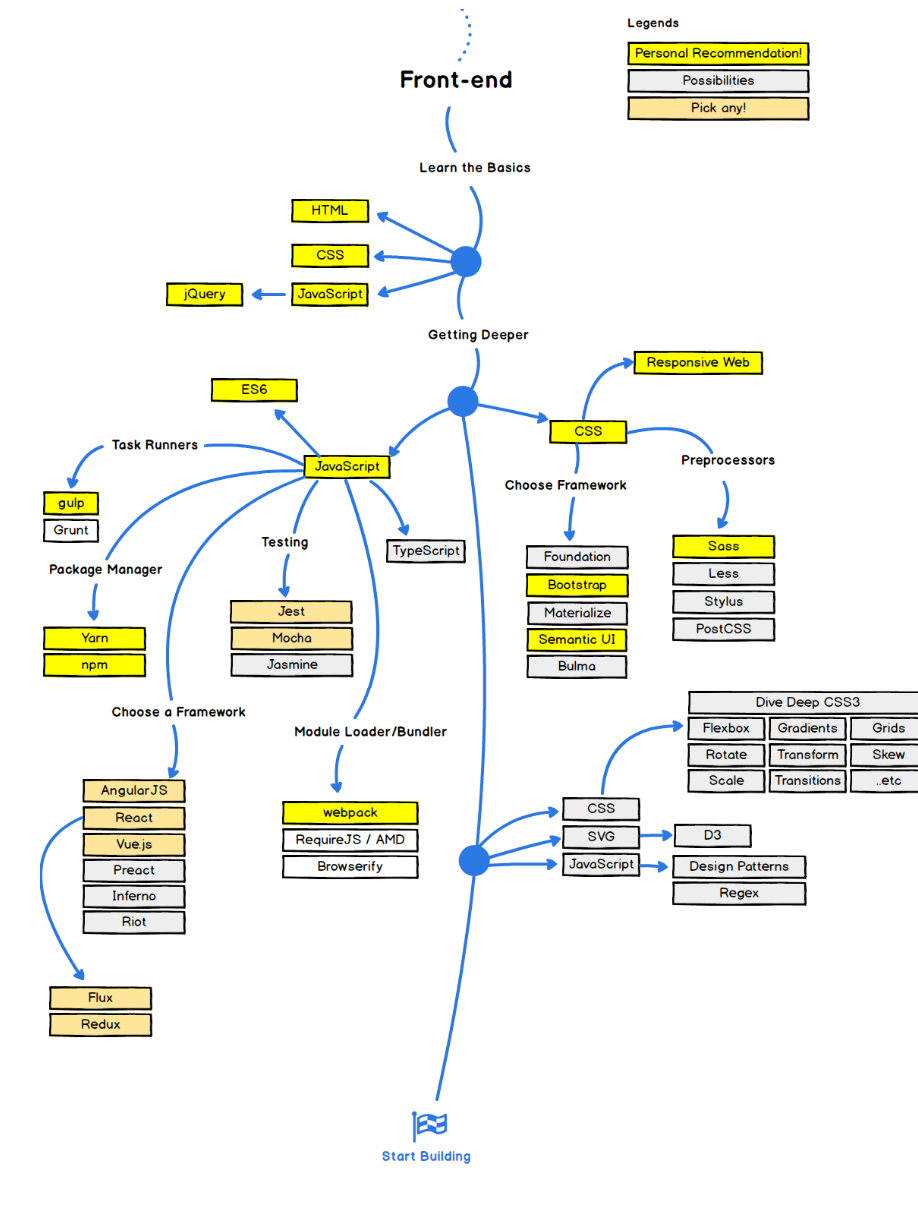 Legends
Personal Recommendation!
Possibilities
Pick any!
Front-end
Learn the Basics
HTML
CSS
jQuery
JavaScript
Getting Deeper
Responsive Web
ES6
CSS
Task Runners
JavaScript
Preprocessors
Choose Framework
gulp
Grunt
Testing
TypeScript
Package Manager
Foundation
Bootstrap
Materialize
Semantic UI
Bulma
Sass
Less
Stylus
PostCSS
Jest
Mocha
Jasmine
Yarn
npm
Choose a Framework
Module Loader/Bundler
Dive Deep CSS3
Flexbox Gradients Grids
Rotate Transform Skew
Scale Transitions ..etc
AngularJS
React
Vue.js
Preact
Inferno
Riot
webpack
RequireJS / AMD
Browserify
CSS
SVG
JavaScript
D3
Design Patterns
Regex
Flux
Redux
Start Building